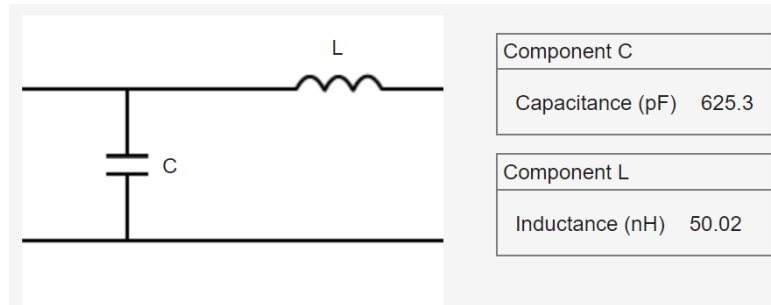 L
C
Component C
Capacitance (pF) 625.3
Component L
Inductance (nH) 50.02